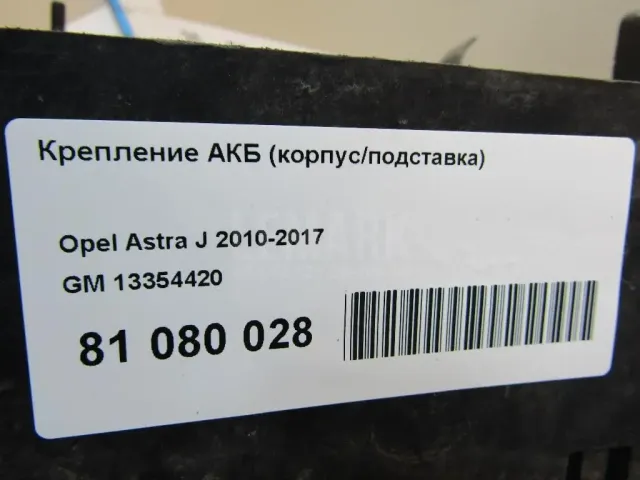 Крепление АКБ (корпус/подставка)
Opel Astra J 2010-2017
GM 13354420
81 080 028